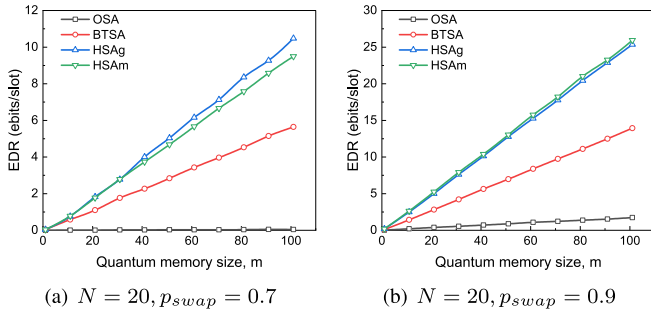 OSA
BTSA
HSAg
HSAm
EDR (ebits/slot)
12
10
8
6
4
2
0
0 20 40 60 80 100
Quantum memory size, m
(a) N = 20, p_swap = 0.7
OSA
BTSA
HSAg
HSAm
EDR (ebits/slot)
30
25
20
15
10
5
0
0 20 40 60 80 100
Quantum memory size, m
(b) N = 20, p_swap = 0.9